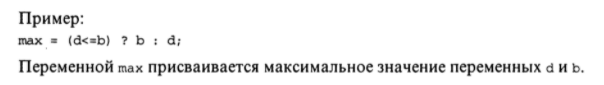 Пример:
max = (d<=b) ? b : d;
Переменной max присваивается максимальное значение переменных d и b.